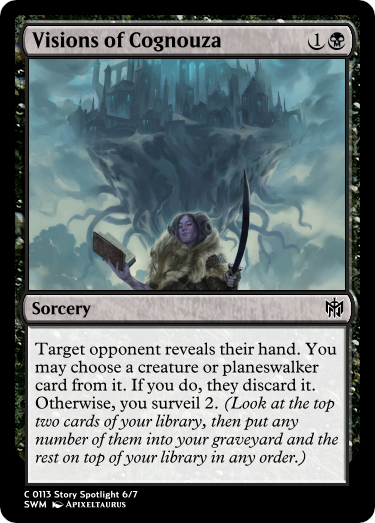 Visions of Cognouza 1
Sorcery
Target opponent reveals their hand. You
may choose a creature or planeswalker
card from it. If you do, they discard it.
Otherwise, you surveil 2. (Look at the top
two cards of your library, then put any
number of them into your graveyard and the
rest on top of your library in any order.)
C 0113 Story Spotlight 6/7
SWM Apixeltaurus